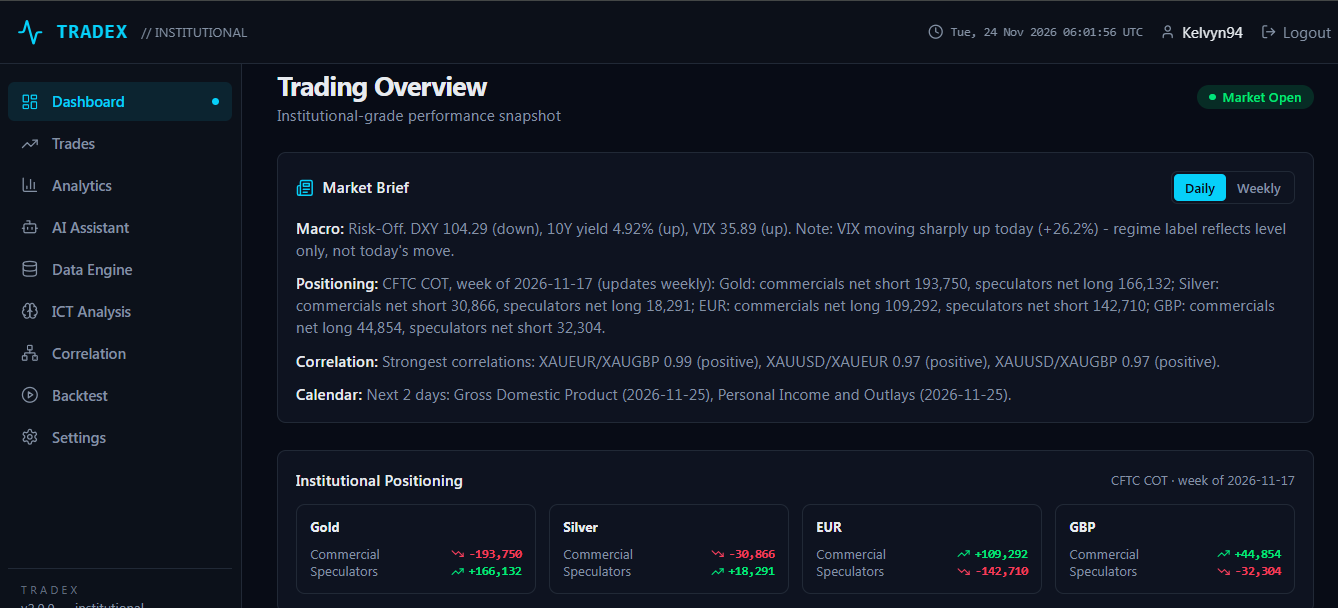 TRADEX // INSTITUTIONAL
Tue, 24 Nov 2026 06:01:56 UTC
Kelvyn94
Logout
Dashboard
Trades
Analytics
AI Assistant
Data Engine
ICT Analysis
Correlation
Backtest
Settings
TRADEX
Trading Overview
Institutional-grade performance snapshot
Market Open
Market Brief
Daily
Weekly
Macro: Risk-Off. DXY 104.29 (down), 10Y yield 4.92% (up), VIX 35.89 (up). Note: VIX moving sharply up today (+26.2%) - regime label reflects level
only, not today's move.
Positioning: CFTC COT, week of 2026-11-17 (updates weekly): Gold: commercials net short 193,750, speculators net long 166,132; Silver:
commercials net short 30,866, speculators net long 18,291; EUR: commercials net long 109,292, speculators net short 142,710; GBP: commercials
net long 44,854, speculators net short 32,304.
Correlation: Strongest correlations: XAUEUR/XAUGBP 0.99 (positive), XAUUSD/XAUEUR 0.97 (positive), XAUUSD/XAUGBP 0.97 (positive).
Calendar: Next 2 days: Gross Domestic Product (2026-11-25), Personal Income and Outlays (2026-11-25).
Institutional Positioning
CFTC COT · week of 2026-11-17
Gold
Commercial -193,750
Speculators +166,132
Silver
Commercial -30,866
Speculators +18,291
EUR
Commercial +109,292
Speculators -142,710
GBP
Commercial +44,854
Speculators -32,304